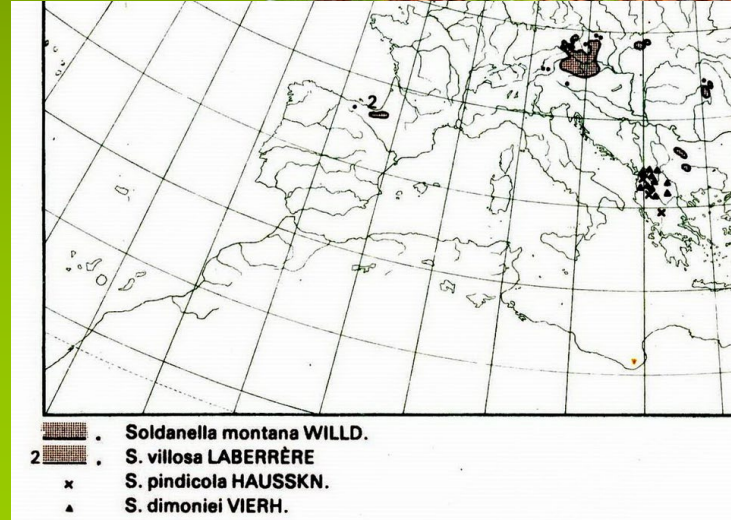 2
. Soldanella montana WILLD.
2 . S. villosa LABERRÈRE
x S. pindicola HAUSSKN.
▲ S. dimoniei VIERH.